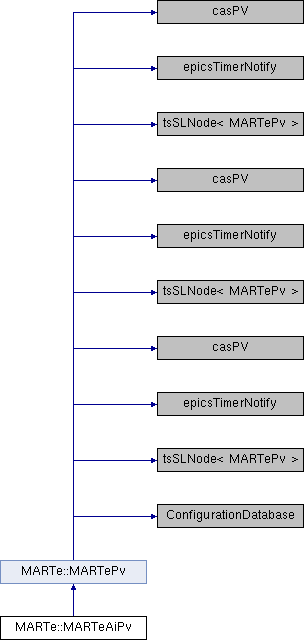 casPV
epicsTimerNotify
tsSLNode< MARTePv >
casPV
epicsTimerNotify
tsSLNode< MARTePv >
casPV
epicsTimerNotify
tsSLNode< MARTePv >
ConfigurationDatabase
MARTe::MARTePv
MARTe::MARTeAiPv